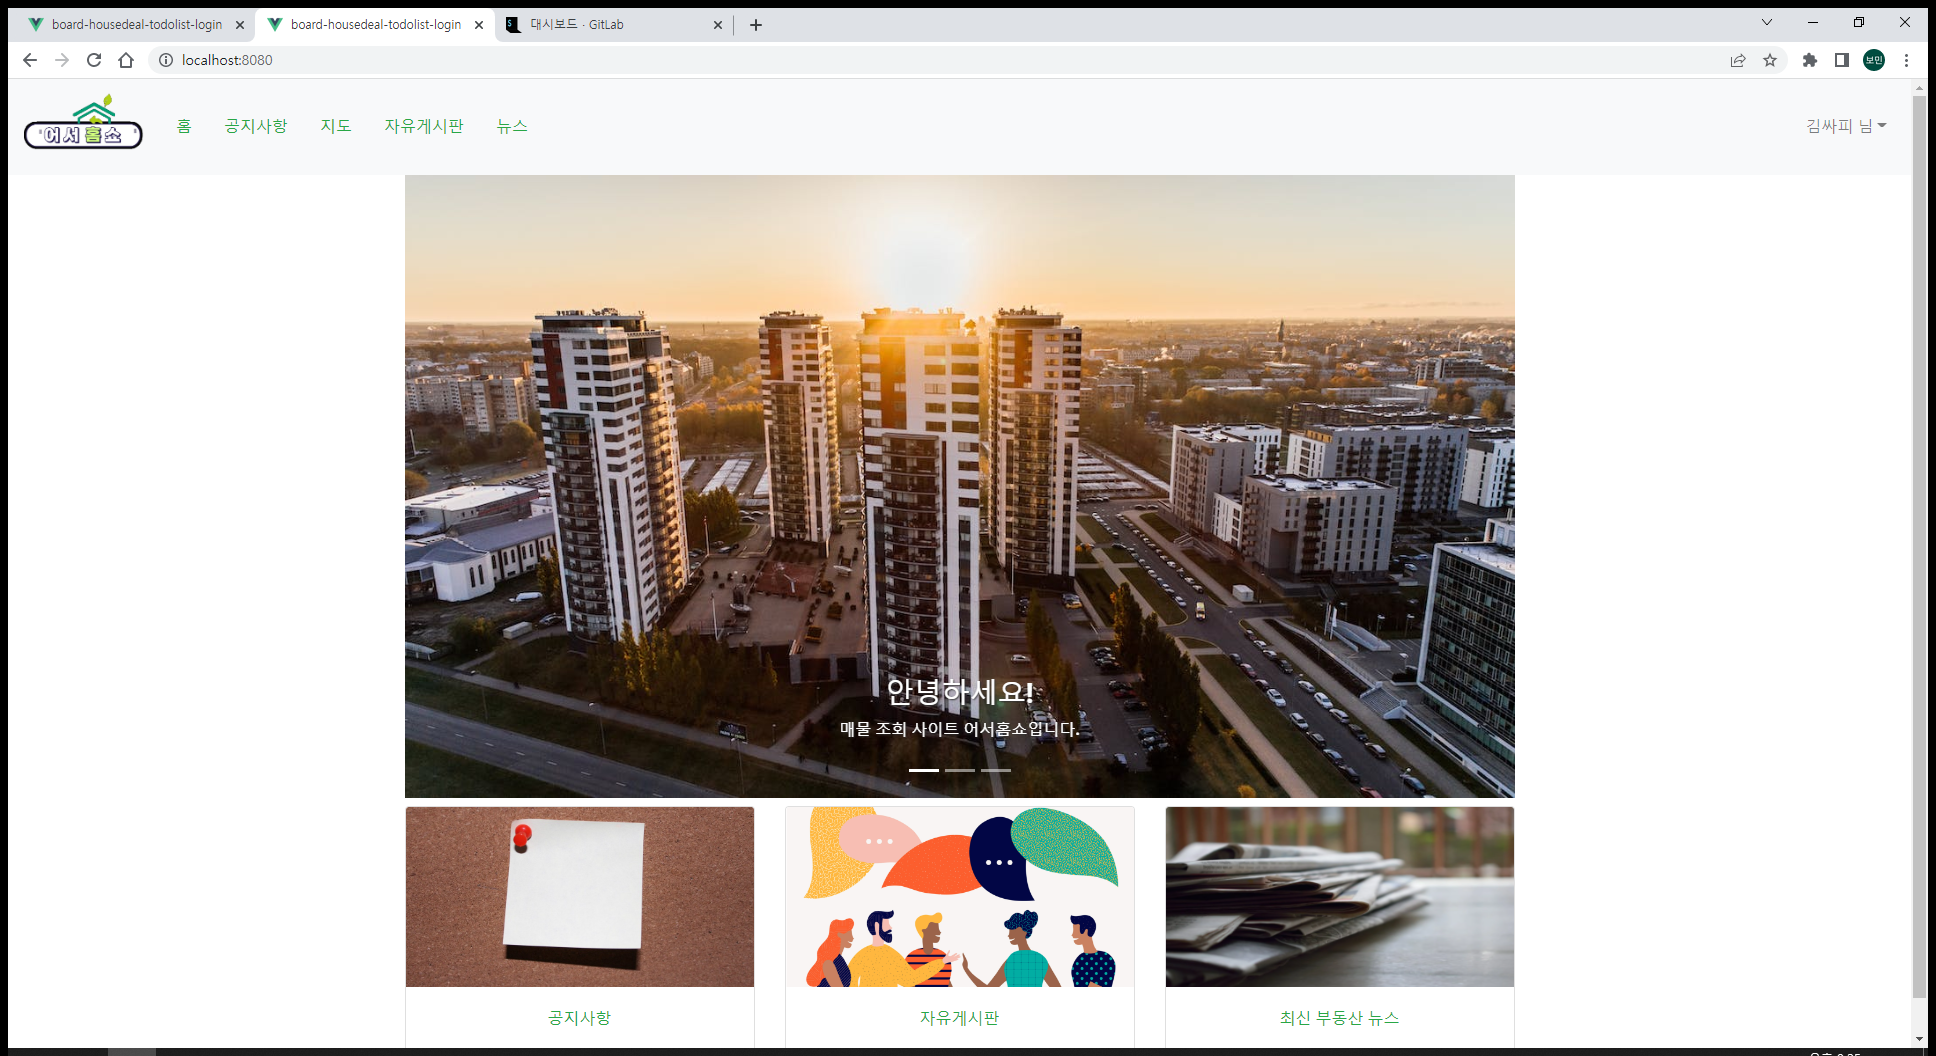 board-housedeal-todolist-login
board-housedeal-todolist-login
대시보드 · GitLab
localhost:8080
보민
어서홈쇼
홈
공지사항
지도
자유게시판
뉴스
김싸피 님
안녕하세요!
매물 조회 사이트 어서홈쇼입니다.
공지사항
자유게시판
최신 부동산 뉴스